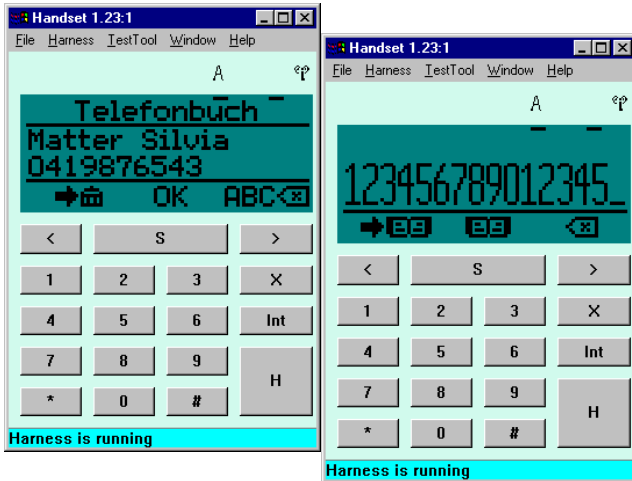 Handset 1.23:1
File Harness TestTool Window Help
A
Telefonbuch
Matter Silvia
0419876543
OK ABC
< S >
1 2 3 X
4 5 6 Int
7 8 9
H
* 0 #
Harness is running
Handset 1.23:1
File Harness TestTool Window Help
A
123456789012345_
< S >
1 2 3 X
4 5 6 Int
7 8 9
H
* 0 #
Harness is running